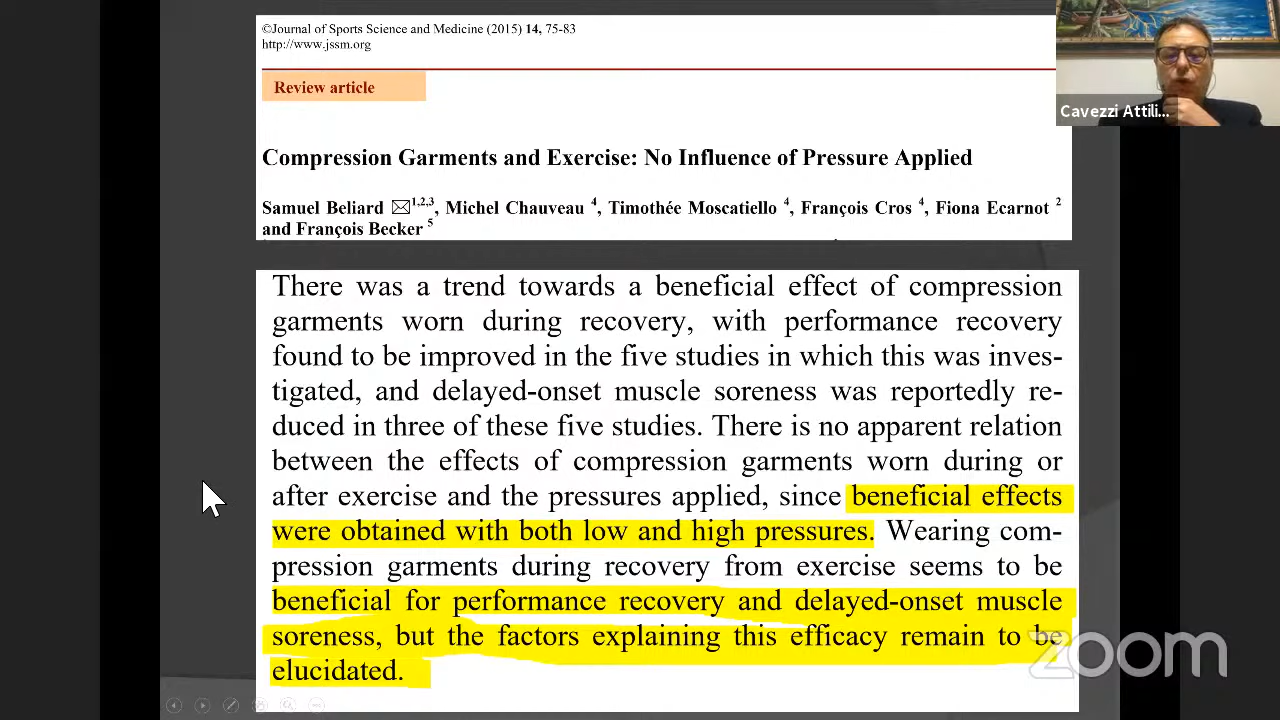 ©Journal of Sports Science and Medicine (2015) 14, 75-83
http://www.jssm.org
Review article
Compression Garments and Exercise: No Influence of Pressure Applied
Samuel Beliard ✉1,2,3, Michel Chauveau 4, Timothée Moscatiello 4, François Cros 4, Fiona Ecarnot 2
and François Becker 5
Cavezzi Attili...
There was a trend towards a beneficial effect of compression
garments worn during recovery, with performance recovery
found to be improved in the five studies in which this was inves-
tigated, and delayed-onset muscle soreness was reportedly re-
duced in three of these five studies. There is no apparent relation
between the effects of compression garments worn during or
after exercise and the pressures applied, since beneficial effects
were obtained with both low and high pressures. Wearing com-
pression garments during recovery from exercise seems to be
beneficial for performance recovery and delayed-onset muscle
soreness, but the factors explaining this efficacy remain to be
elucidated.
zoom